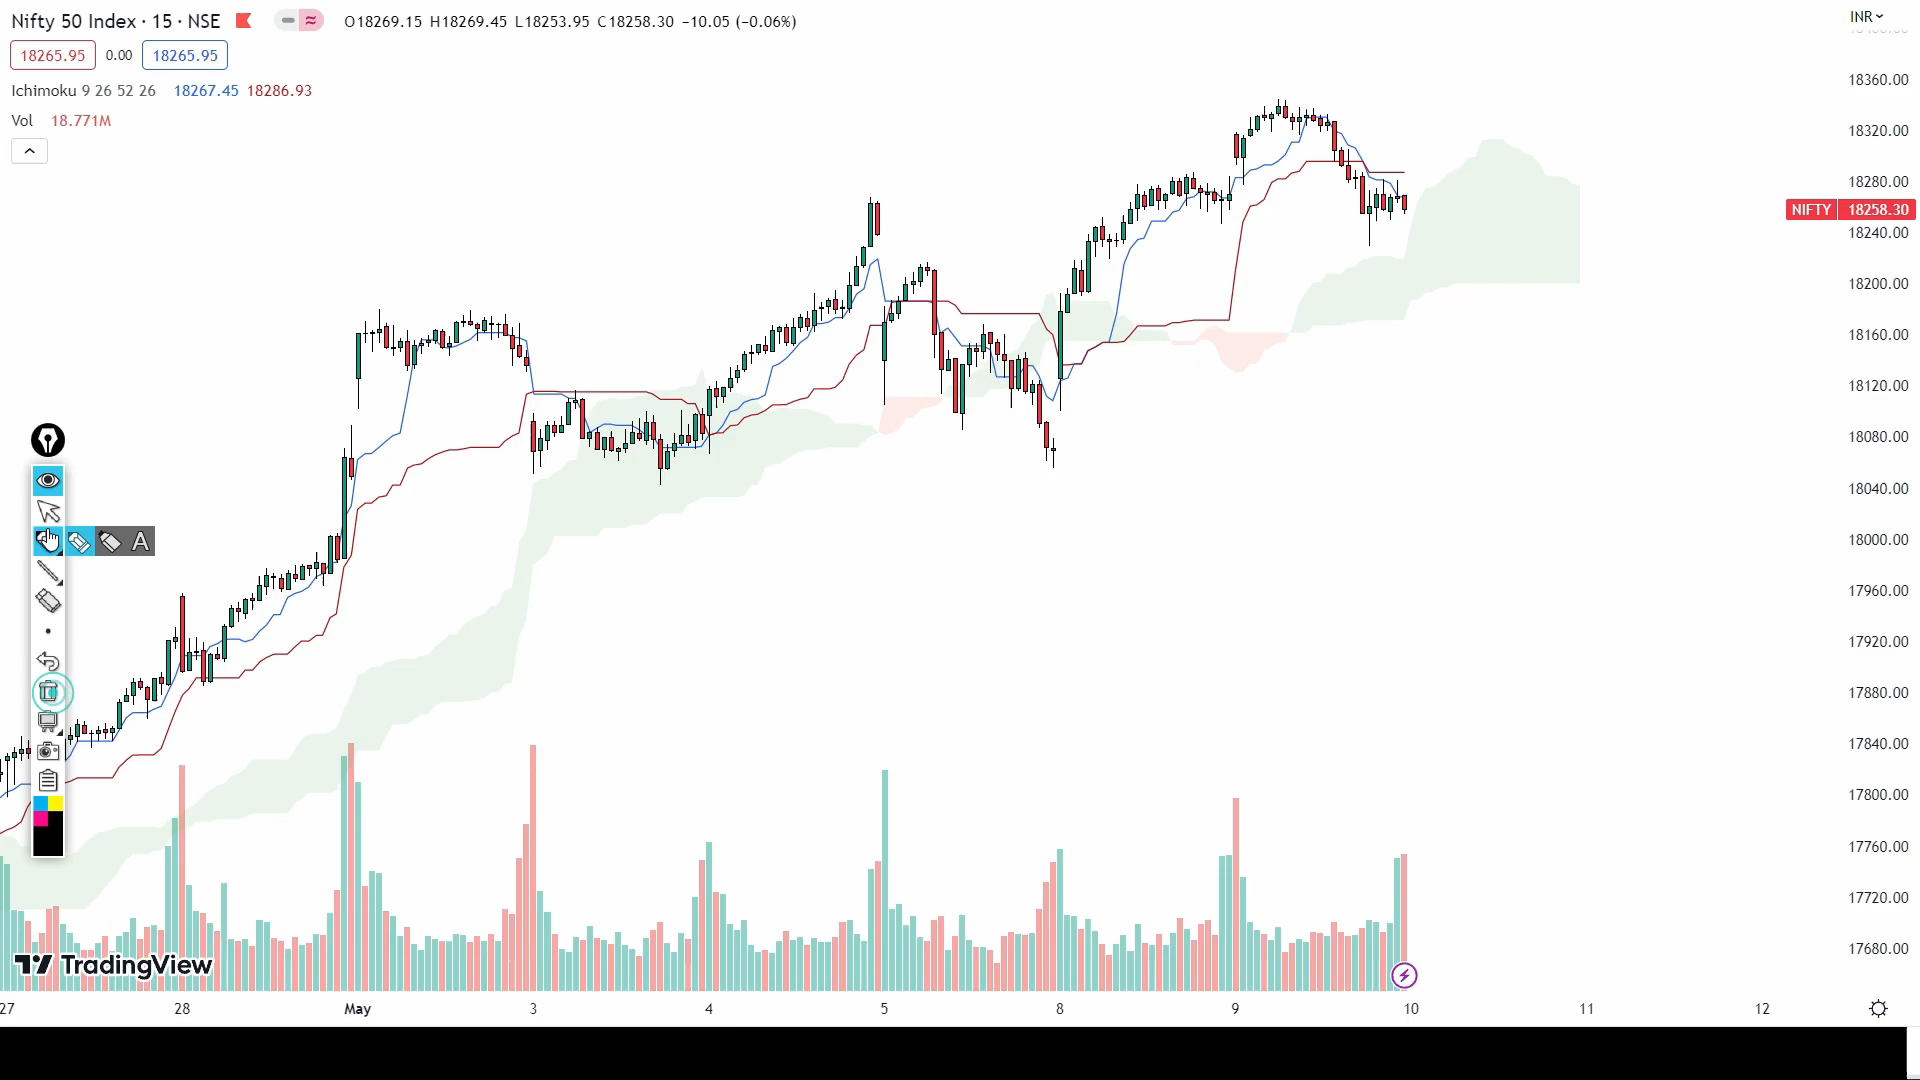 Nifty 50 Index · 15 · NSE O18269.15 H18269.45 L18253.95 C18258.30 −10.05 (−0.06%)
INR
18265.95 0.00 18265.95
Ichimoku 9 26 52 26 18267.45 18286.93
Vol 18.771M
18360.00
18320.00
18280.00
NIFTY 18258.30
18240.00
18200.00
18160.00
18120.00
18080.00
18040.00
18000.00
17960.00
17920.00
17880.00
17840.00
17800.00
17760.00
17720.00
17680.00
A
TradingView
27 28 May 3 4 5 8 9 10 11 12